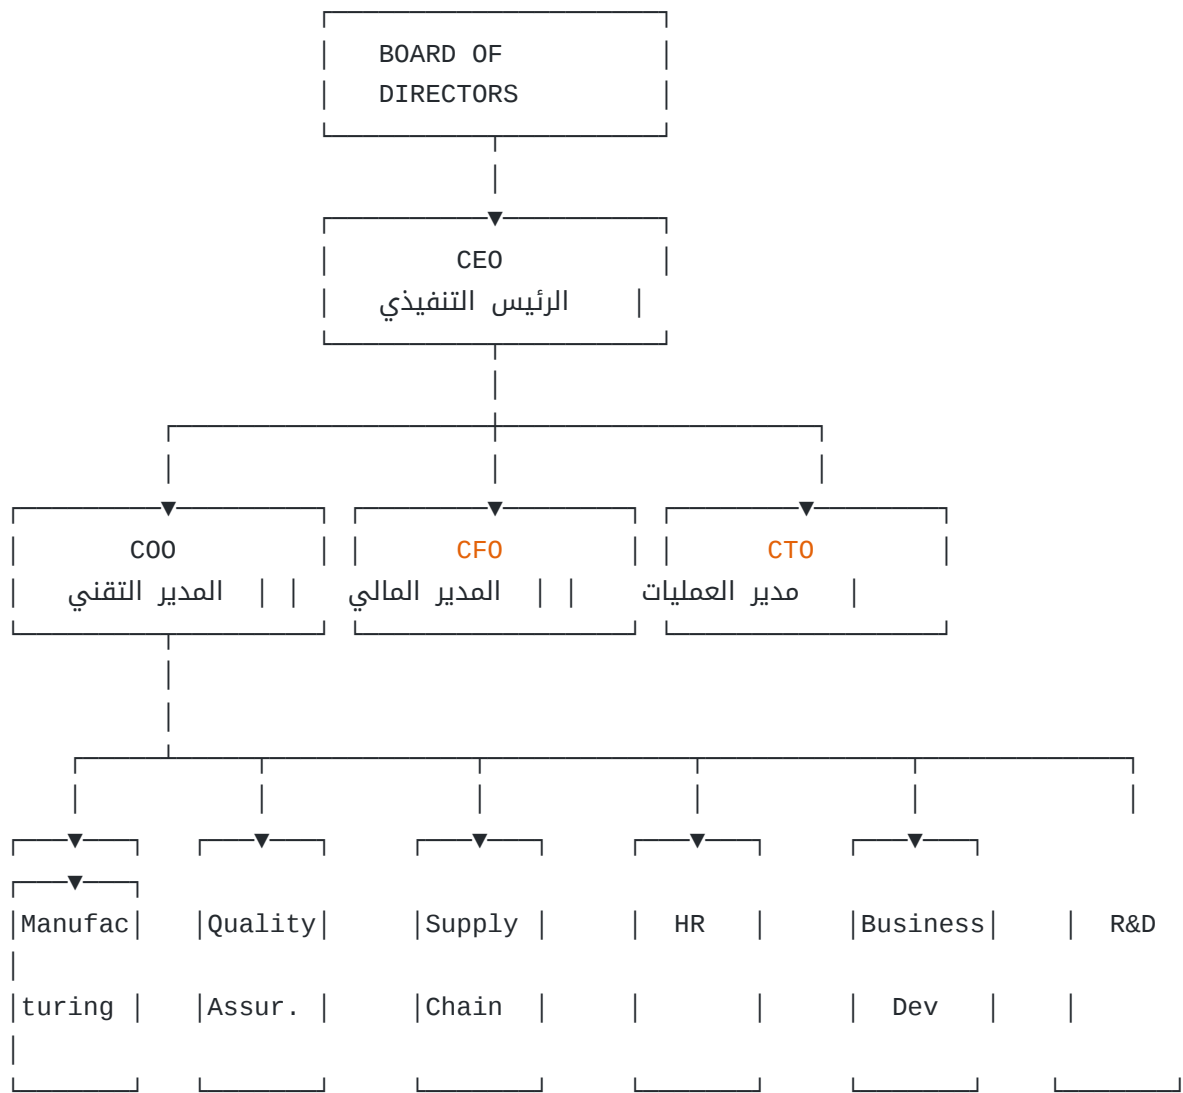 BOARD OF
DIRECTORS
CEO
الرئيس التنفيذي
COO CFO CTO
المدير التقني المدير المالي مدير العمليات
Manufac Quality Supply HR Business R&D
turing Assur. Chain Dev